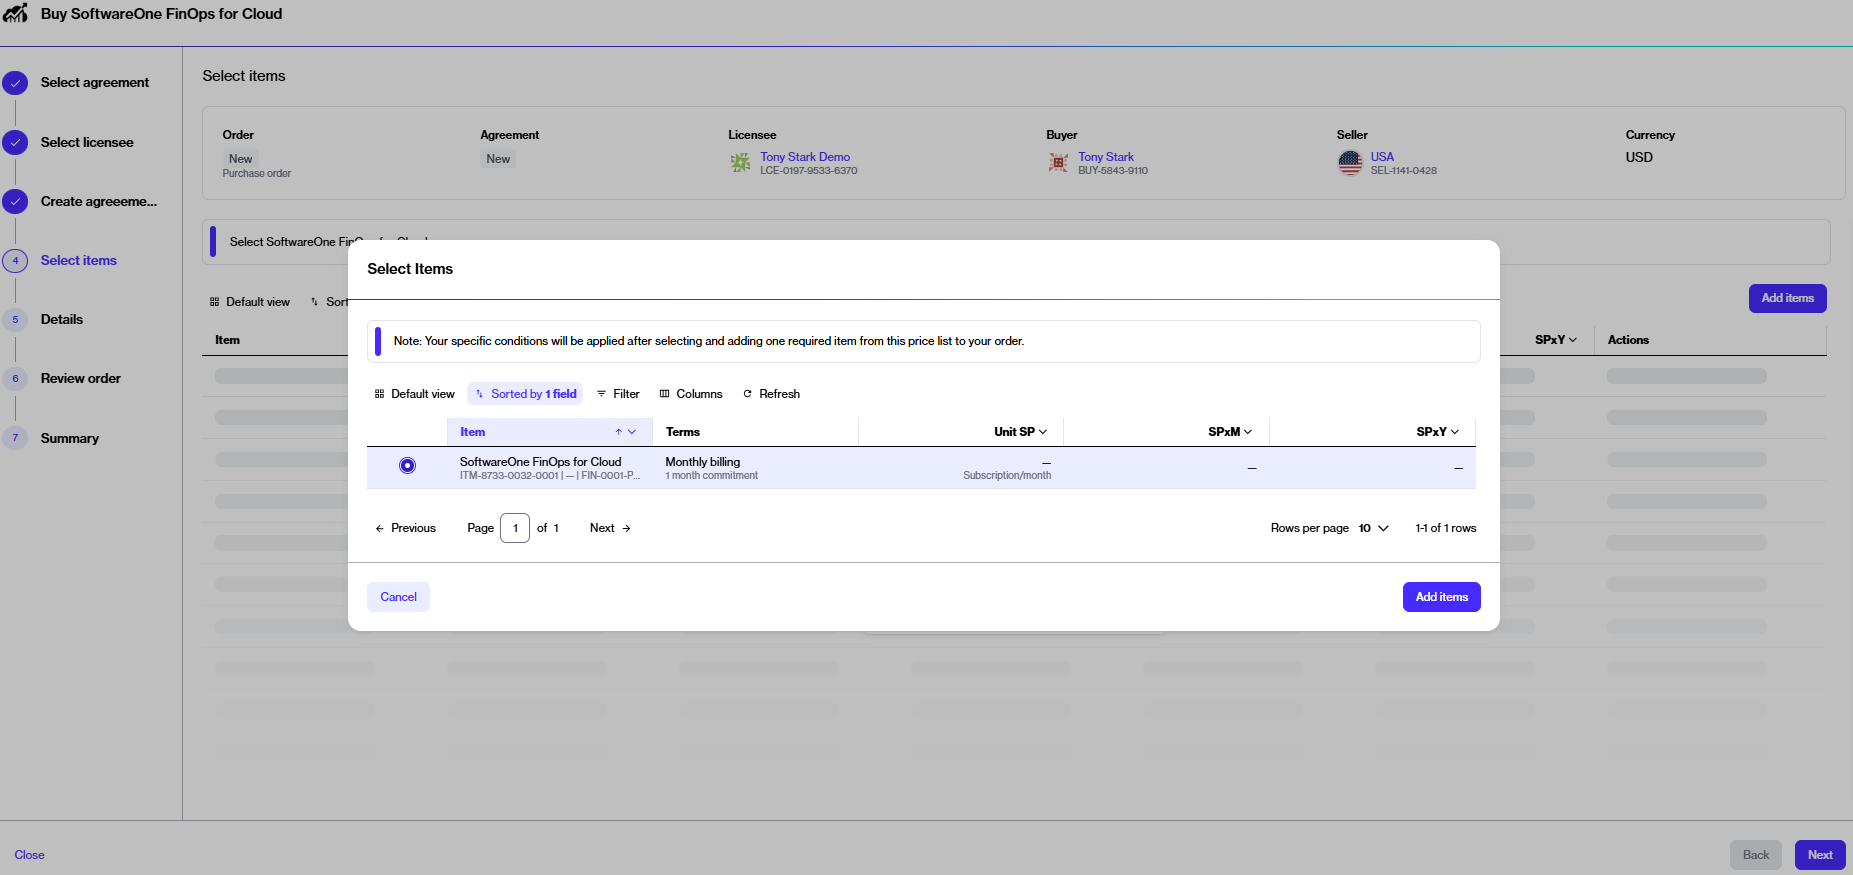 Buy SoftwareOne FinOps for Cloud
Select agreement
Select licensee
Create agreeeme...
4 Select items
5 Details
6 Review order
7 Summary
Select items
Order Agreement Licensee Buyer Seller Currency
New New Tony Stark Demo Tony Stark USA USD
Purchase order LCE-0197-9533-6370 BUY-5843-9110 SEL-1141-0428
Select SoftwareOne
Default view Sort
Add items
Item SPxY Actions
Select Items
Note: Your specific conditions will be applied after selecting and adding one required item from this price list to your order.
Default view Sorted by 1 field Filter Columns Refresh
Item Terms Unit SP SPxM SPxY
SoftwareOne FinOps for Cloud Monthly billing — — —
ITM-8733-0032-0001 | — | FIN-0001-P... 1 month commitment Subscription/month
Previous Page 1 of 1 Next Rows per page 10 1-1 of 1 rows
Cancel Add items
Close Back Next